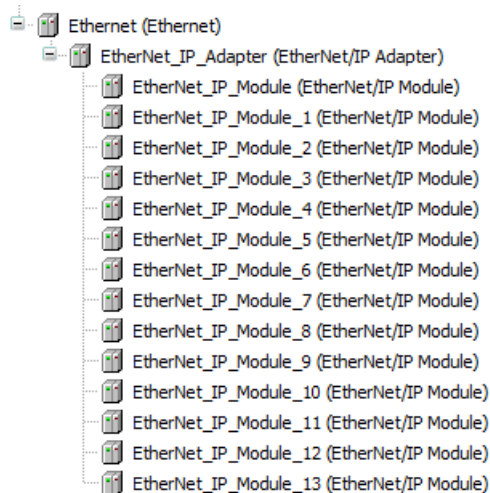 Ethernet (Ethernet)
EtherNet_IP_Adapter (EtherNet/IP Adapter)
EtherNet_IP_Module (EtherNet/IP Module)
EtherNet_IP_Module_1 (EtherNet/IP Module)
EtherNet_IP_Module_2 (EtherNet/IP Module)
EtherNet_IP_Module_3 (EtherNet/IP Module)
EtherNet_IP_Module_4 (EtherNet/IP Module)
EtherNet_IP_Module_5 (EtherNet/IP Module)
EtherNet_IP_Module_6 (EtherNet/IP Module)
EtherNet_IP_Module_7 (EtherNet/IP Module)
EtherNet_IP_Module_8 (EtherNet/IP Module)
EtherNet_IP_Module_9 (EtherNet/IP Module)
EtherNet_IP_Module_10 (EtherNet/IP Module)
EtherNet_IP_Module_11 (EtherNet/IP Module)
EtherNet_IP_Module_12 (EtherNet/IP Module)
EtherNet_IP_Module_13 (EtherNet/IP Module)